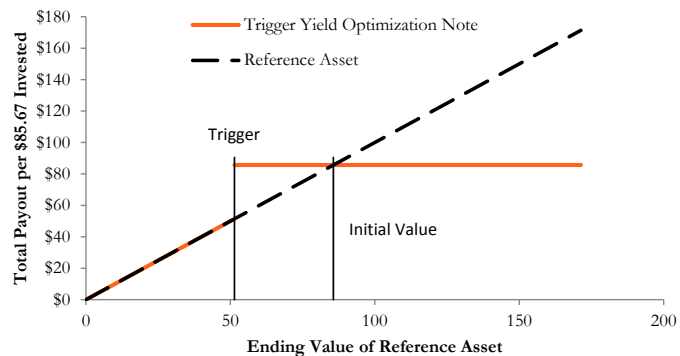 $180
$160
$140
$120
$100
$80
$60
$40
$20
$0
Total Payout per $85.67 Invested
Trigger Yield Optimization Note
Reference Asset
Trigger
Initial Value
0
50
100
150
200
Ending Value of Reference Asset